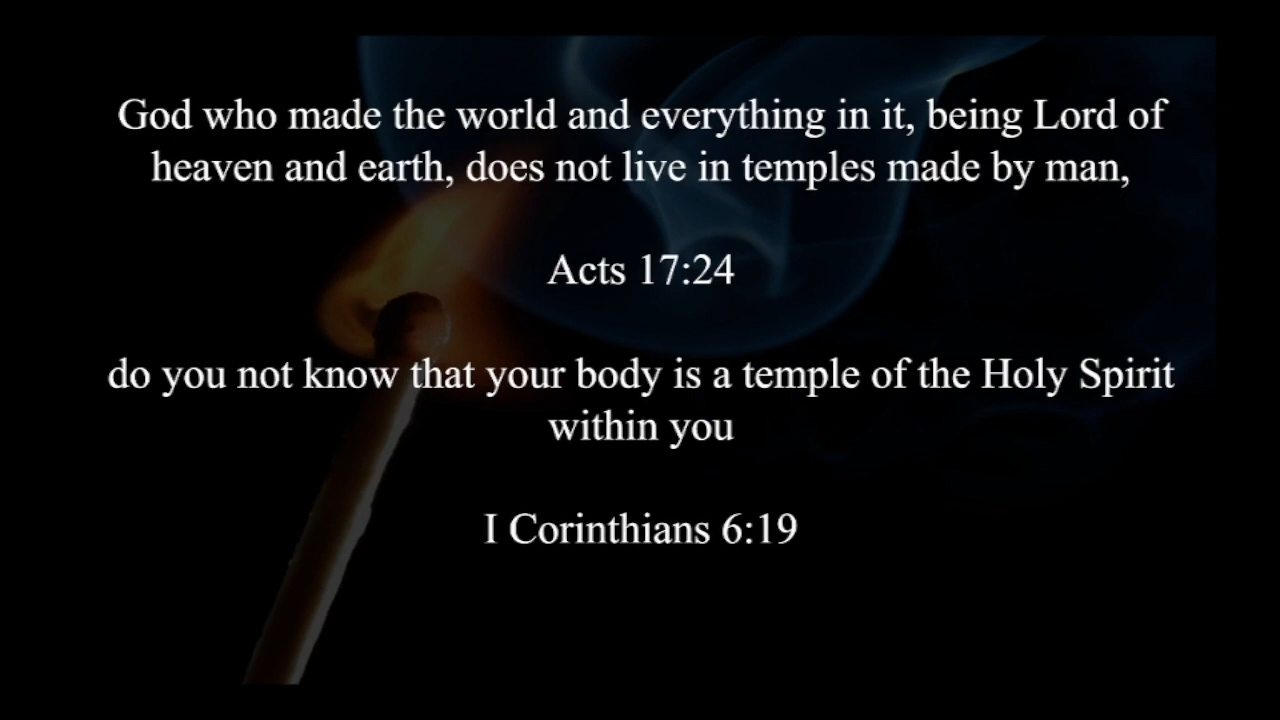 God who made the world and everything in it, being Lord of
heaven and earth, does not live in temples made by man,
Acts 17:24
do you not know that your body is a temple of the Holy Spirit
within you
I Corinthians 6:19